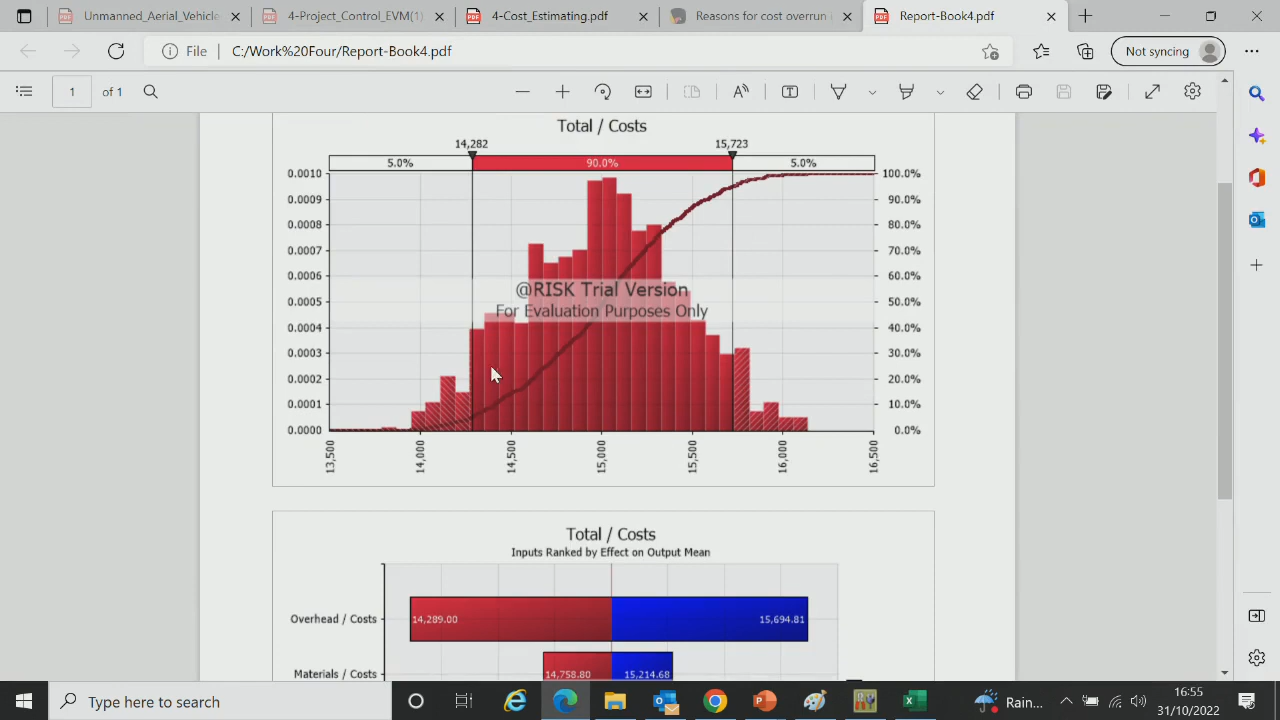 Unmanned_Aerial_Vehicle
4-Project_Control_EVM(1)
4-Cost_Estimating.pdf
Reasons for cost overrun i
Report-Book4.pdf
File
C:/Work%20Four/Report-Book4.pdf
Not syncing
1 of 1
Total / Costs
14,282 15,723
5.0% 90.0% 5.0%
0.0010 100.0%
0.0009 90.0%
0.0008 80.0%
0.0007 70.0%
0.0006 60.0%
@RISK Trial Version
0.0005 50.0%
For Evaluation Purposes Only
0.0004 40.0%
0.0003 30.0%
0.0002 20.0%
0.0001 10.0%
0.0000 0.0%
13,500 14,000 14,500 15,000 15,500 16,000 16,500
Total / Costs
Inputs Ranked by Effect on Output Mean
Overhead / Costs 14,289.00 15,694.81
Materials / Costs 14,758.80 15,214.68
Type here to search
Rain...
16:55
31/10/2022